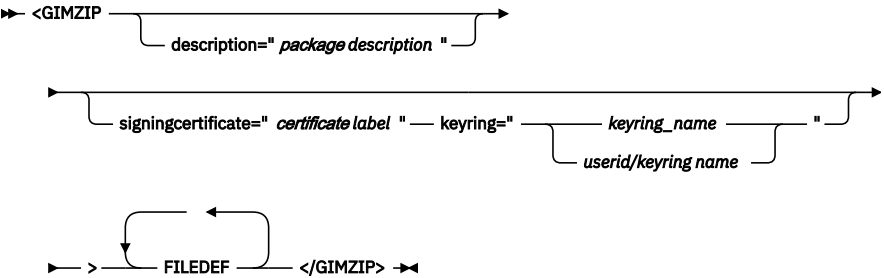 <GIMZIP
description=" package description "
signingcertificate=" certificate label " keyring=" keyring_name "
userid/keyring name
> FILEDEF </GIMZIP>